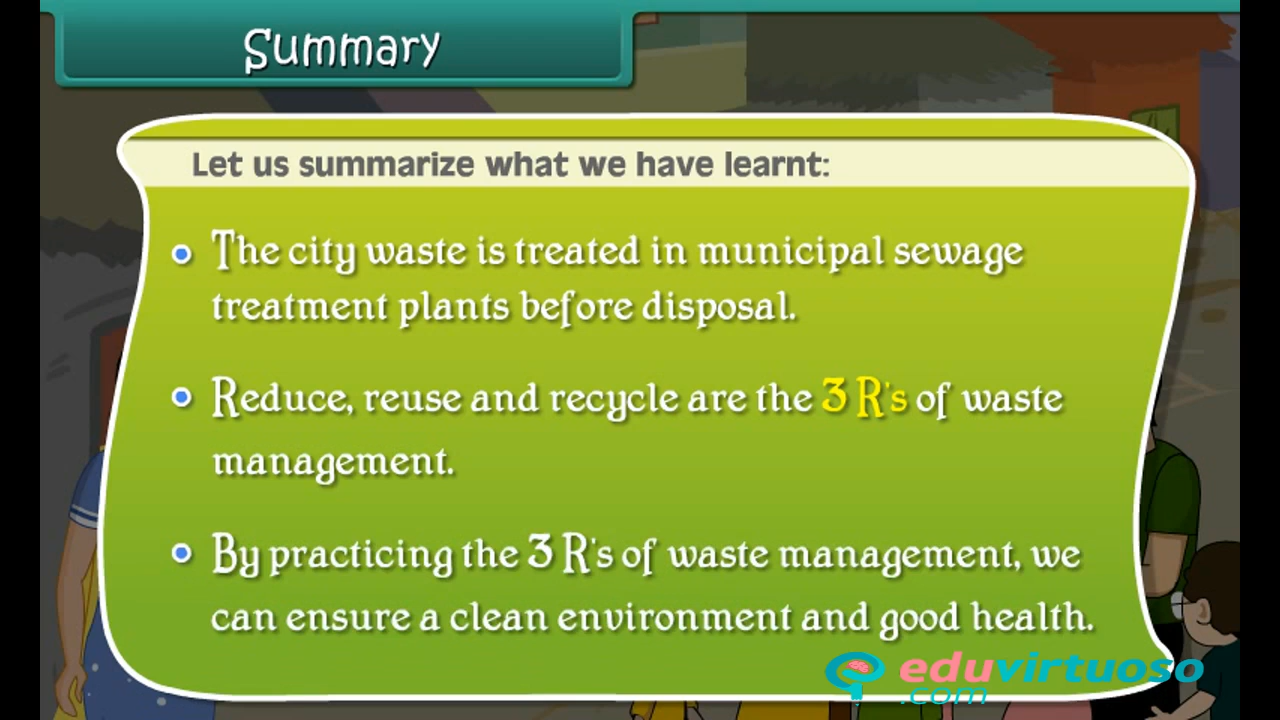 Summary
Let us summarize what we have learnt:
The city waste is treated in municipal sewage
treatment plants before disposal.
Reduce, reuse and recycle are the 3 R's of waste
management.
By practicing the 3 R's of waste management, we
can ensure a clean environment and good health.
eduvirtuoso
.com